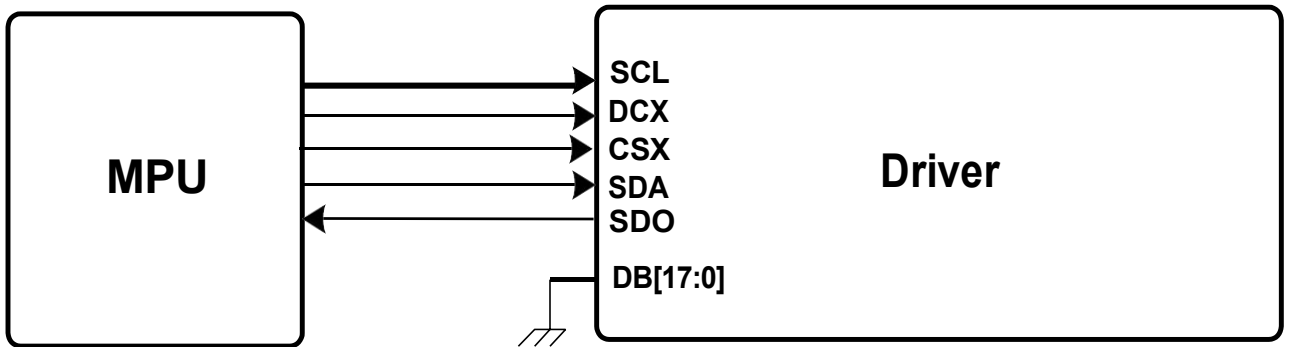 MPU
SCL
DCX
CSX
SDA
SDO
DB[17:0]
Driver